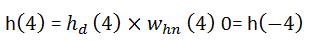 h(4) = h_d (4) × w_hn (4) 0= h(−4)